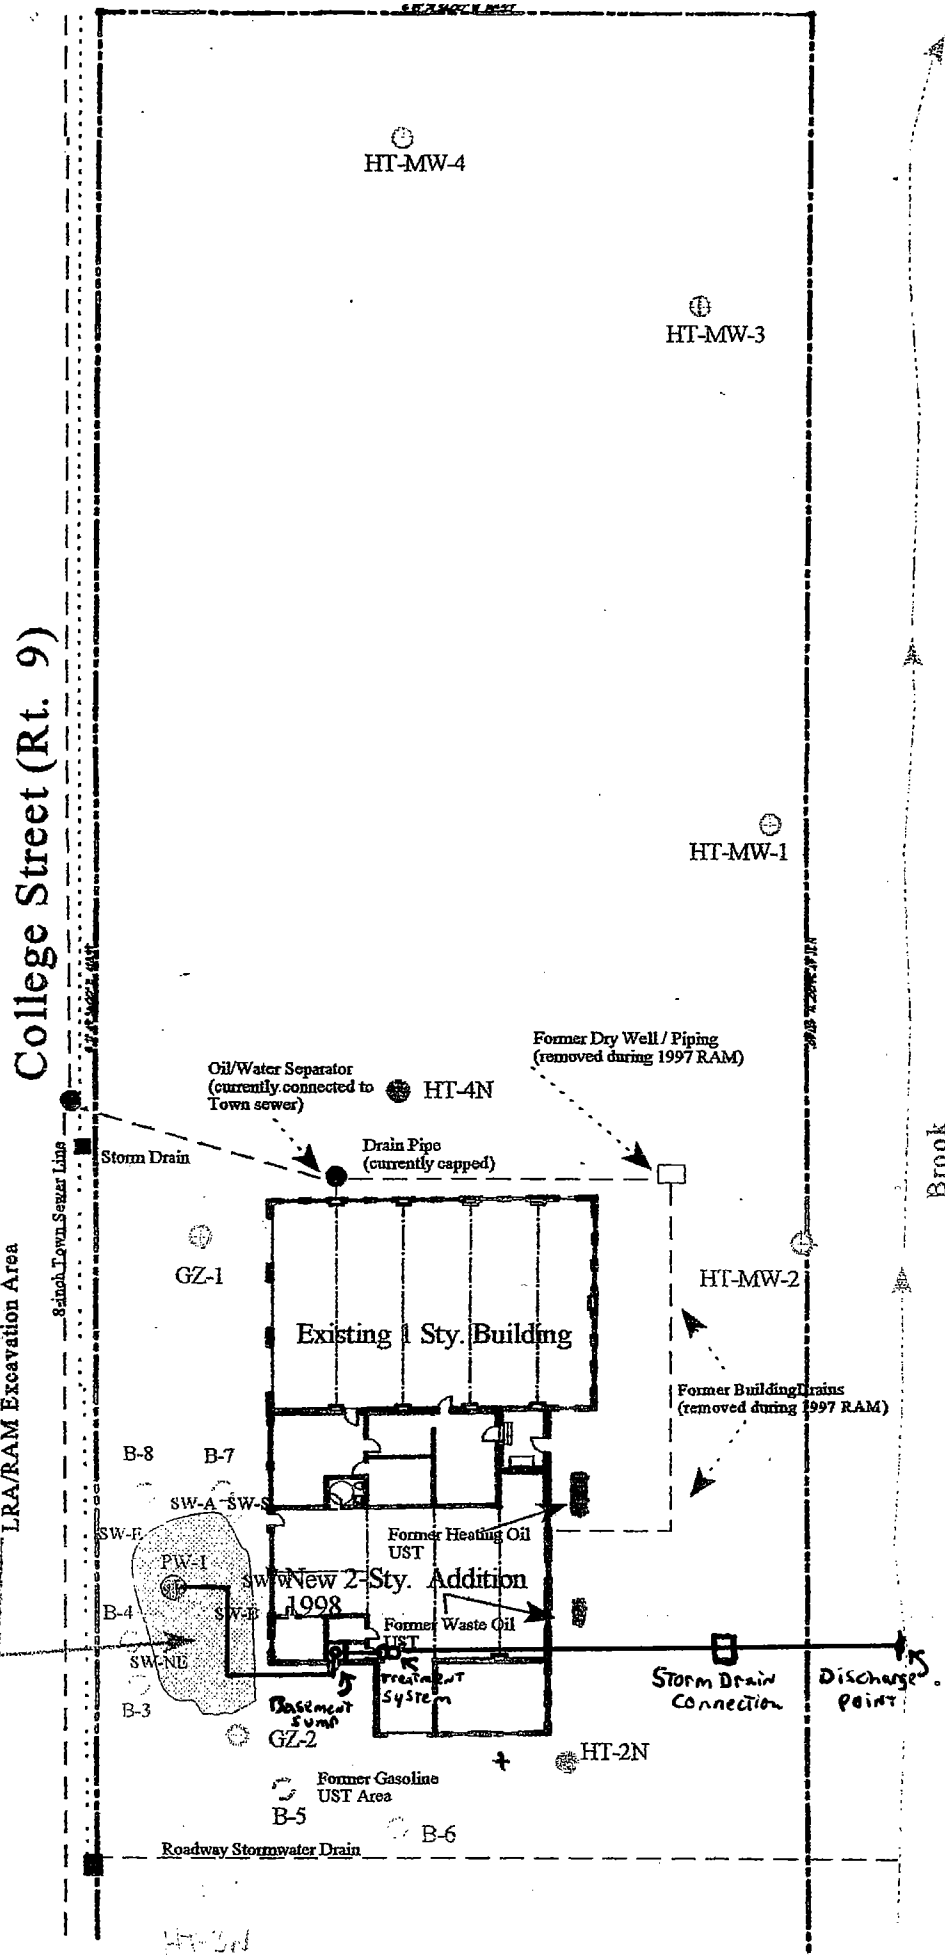 HT-MW-4
HT-MW-3
College Street (Rt. 9)
HT-MW-1
Former Dry Well / Piping
(removed during 1997 RAM)
Oil/Water Separator
(currently connected to
Town sewer)
HT-4N
Drain Pipe
(currently capped)
Storm Drain
Brook
8-inch Town Sewer Line
LRA/RAM Excavation Area
GZ-1
HT-MW-2
Existing 1 Sty. Building
Former Building Drains
(removed during 1997 RAM)
B-8
B-7
SW-A
SW-S
SW-E
Former Heating Oil
UST
PW-1
SW-W
New 2-Sty. Addition
1998
B-4
SW-B
Former Waste Oil
UST
SW-NE
Treatment
System
Storm Drain
Connection
Discharge
point
B-3
Basement
Sump
GZ-2
HT-2N
Former Gasoline
UST Area
B-5
B-6
Roadway Stormwater Drain